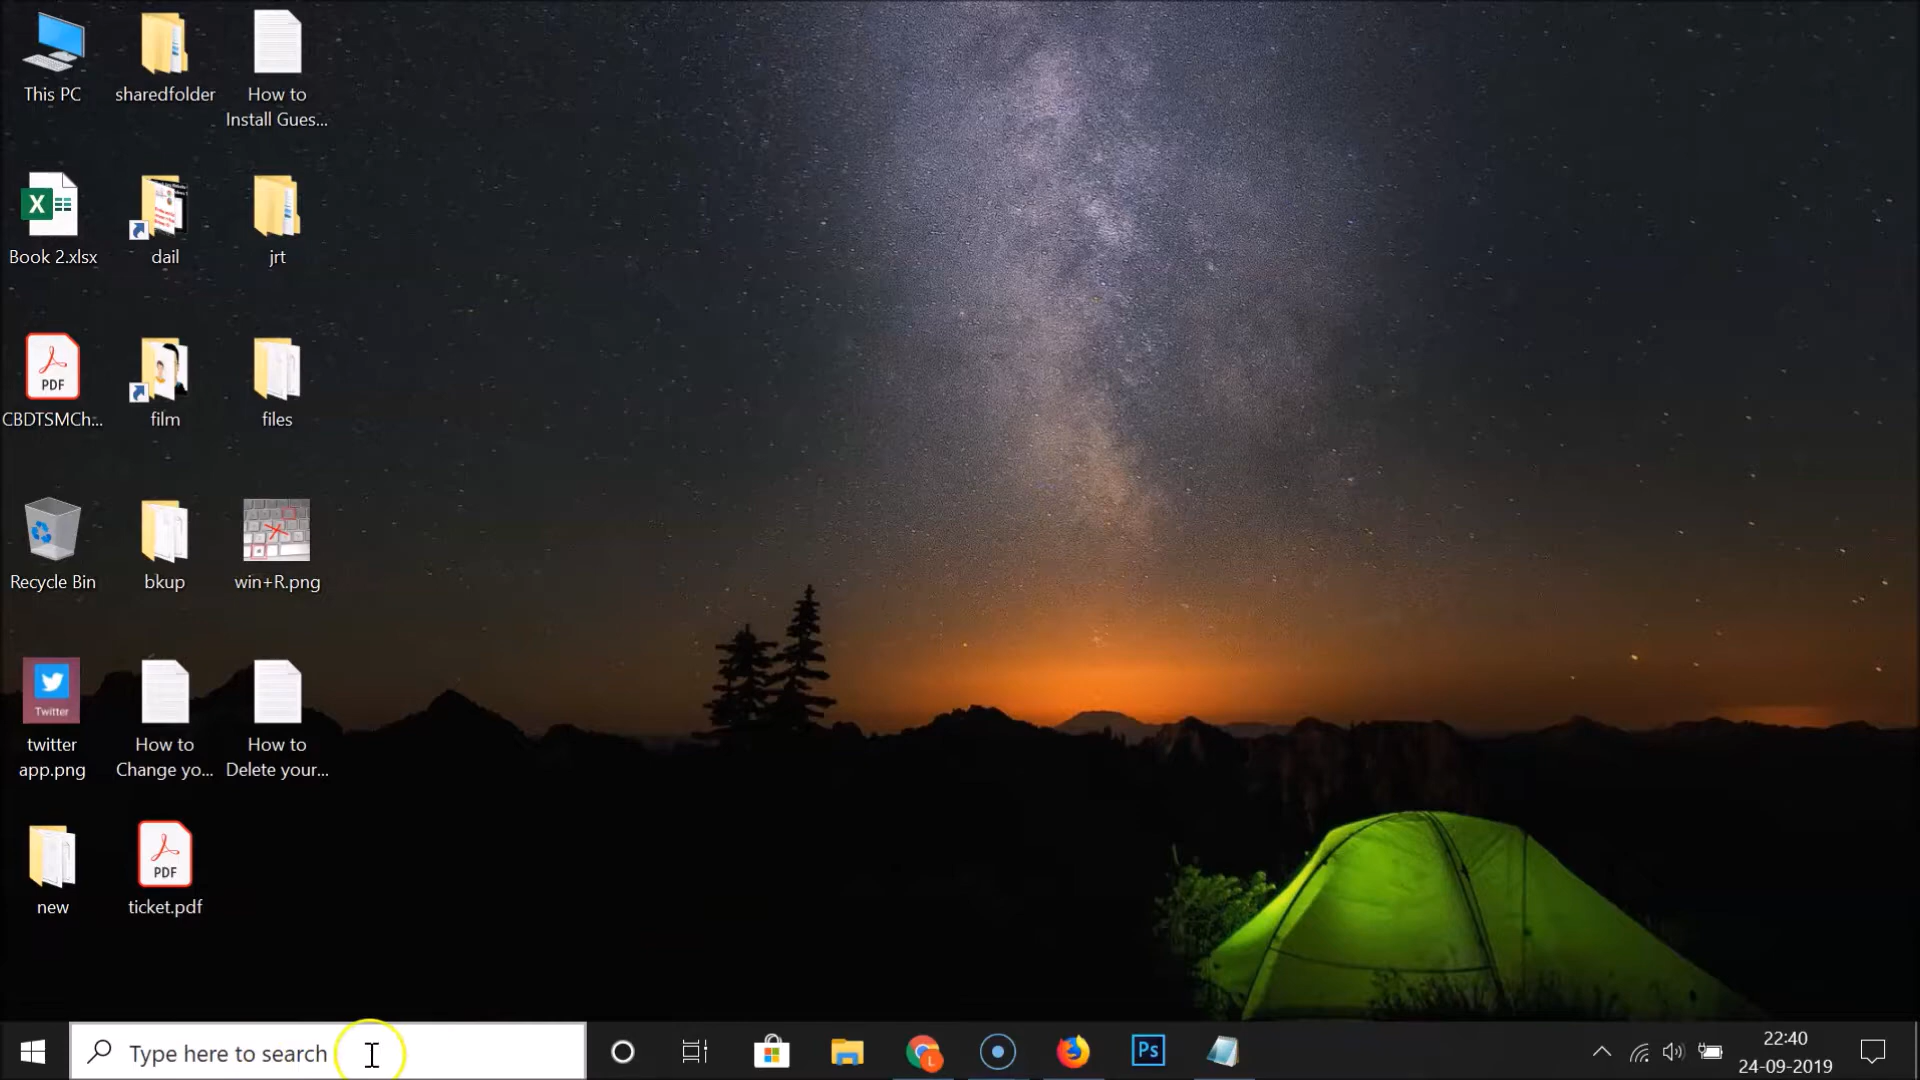 This PC
sharedfolder
How to
Install Gues...
Book 2.xlsx
dail
jrt
PDF
CBDTSMCh...
film
files
Recycle Bin
bkup
win+R.png
Twitter
twitter
app.png
How to
Change yo...
How to
Delete your...
new
PDF
ticket.pdf
Type here to search
L
Ps
22:40
24-09-2019